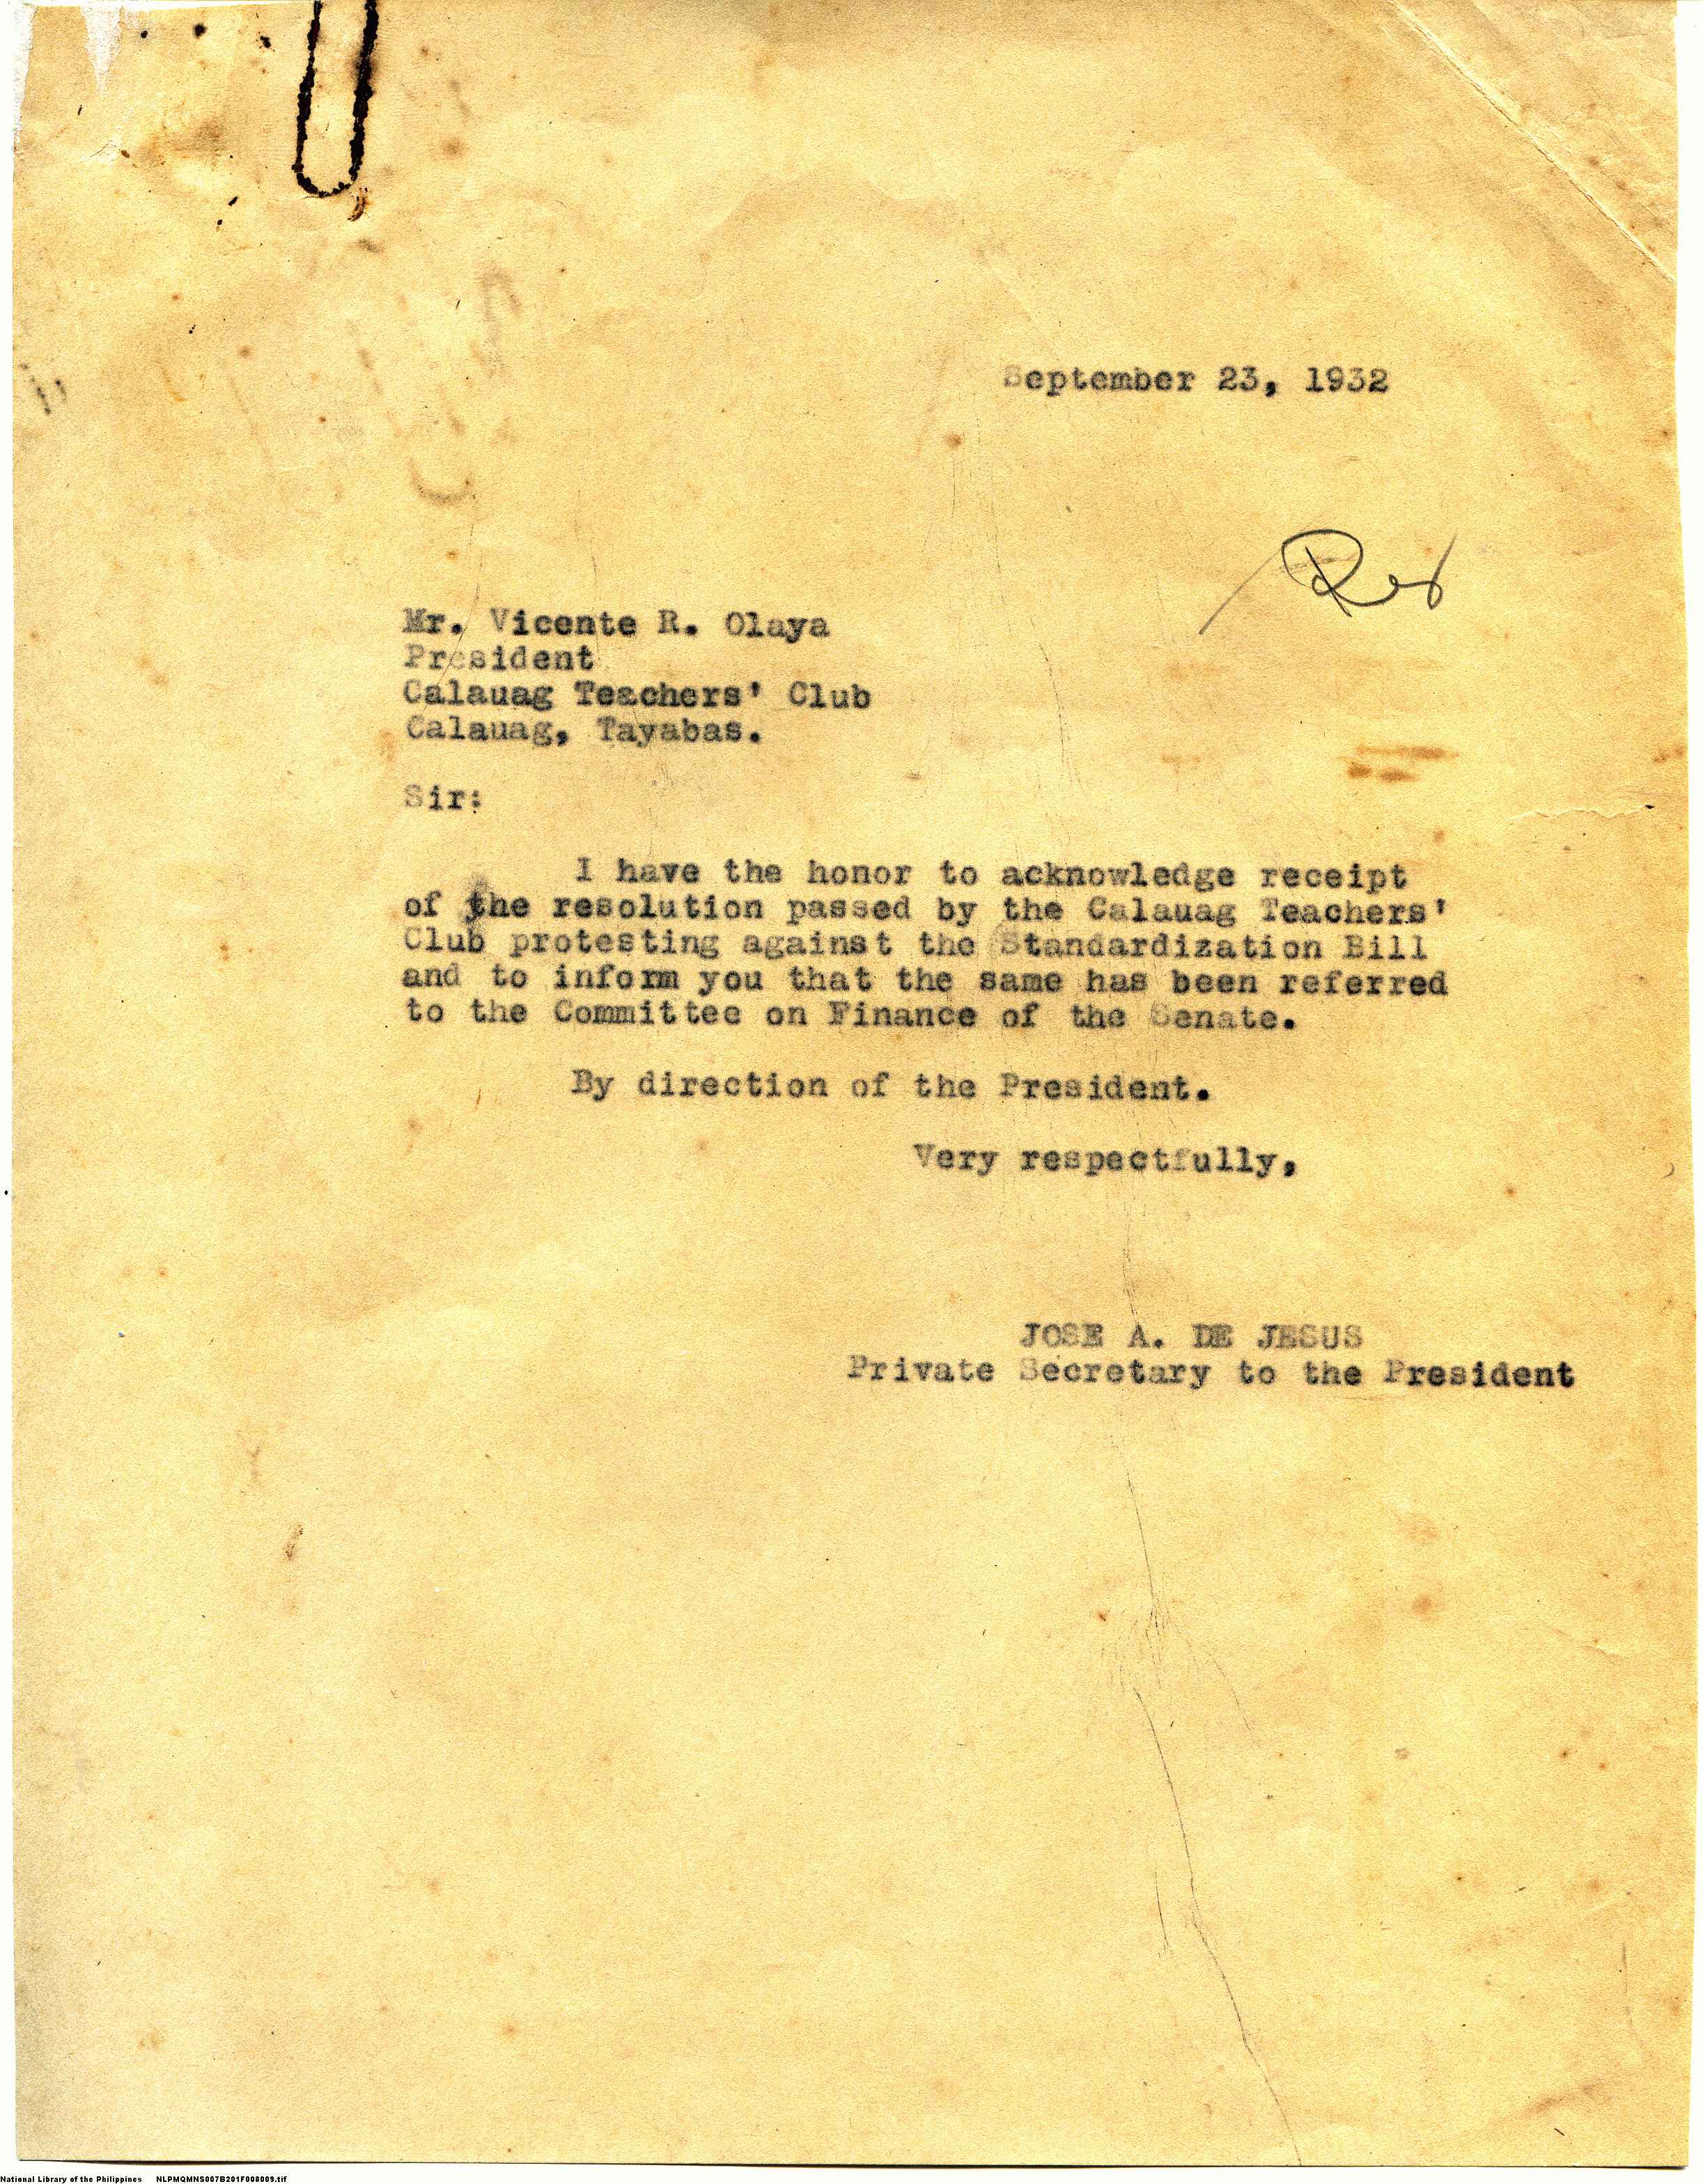 September 23, 1932
Mr. Vicente R. Olaya
President
Calauag Teachers' Club
Calauag, Tayabas.
Sir:
I have the honor to acknowledge receipt
of the resolution passed by the Calauag Teachers'
Club protesting against the Standardization Bill
and to inform you that the same has been referred
to the Committee on Finance of the Senate.
By direction of the President.
Very respectfully,
JOSE A. DE JESUS
Private Secretary to the President
National Library of the Philippines NLPMQMNS007B201F008009.tif